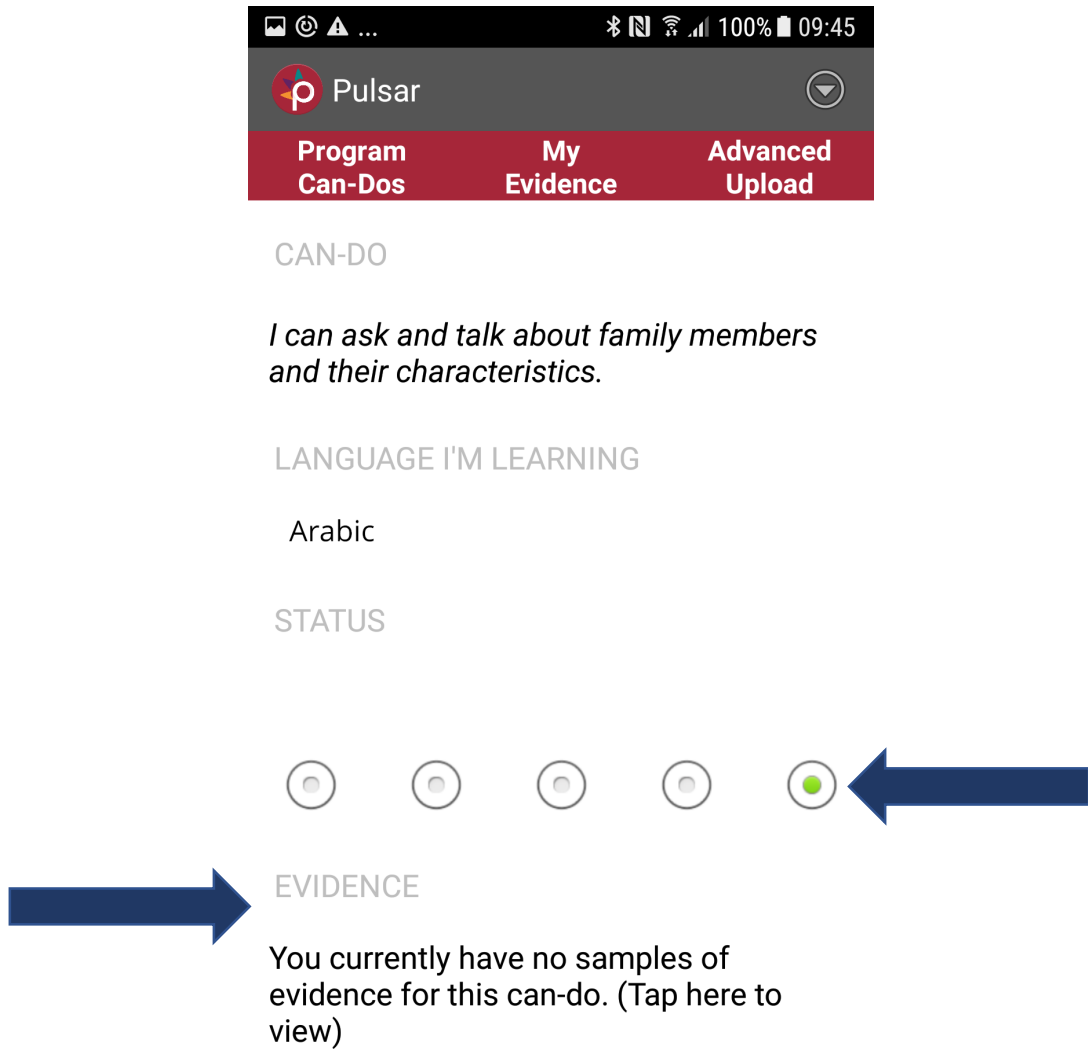 ... 100% 09:45
Pulsar
Program Can-Dos
My Evidence
Advanced Upload
CAN-DO
I can ask and talk about family members
and their characteristics.
LANGUAGE I'M LEARNING
Arabic
STATUS
EVIDENCE
You currently have no samples of
evidence for this can-do. (Tap here to
view)